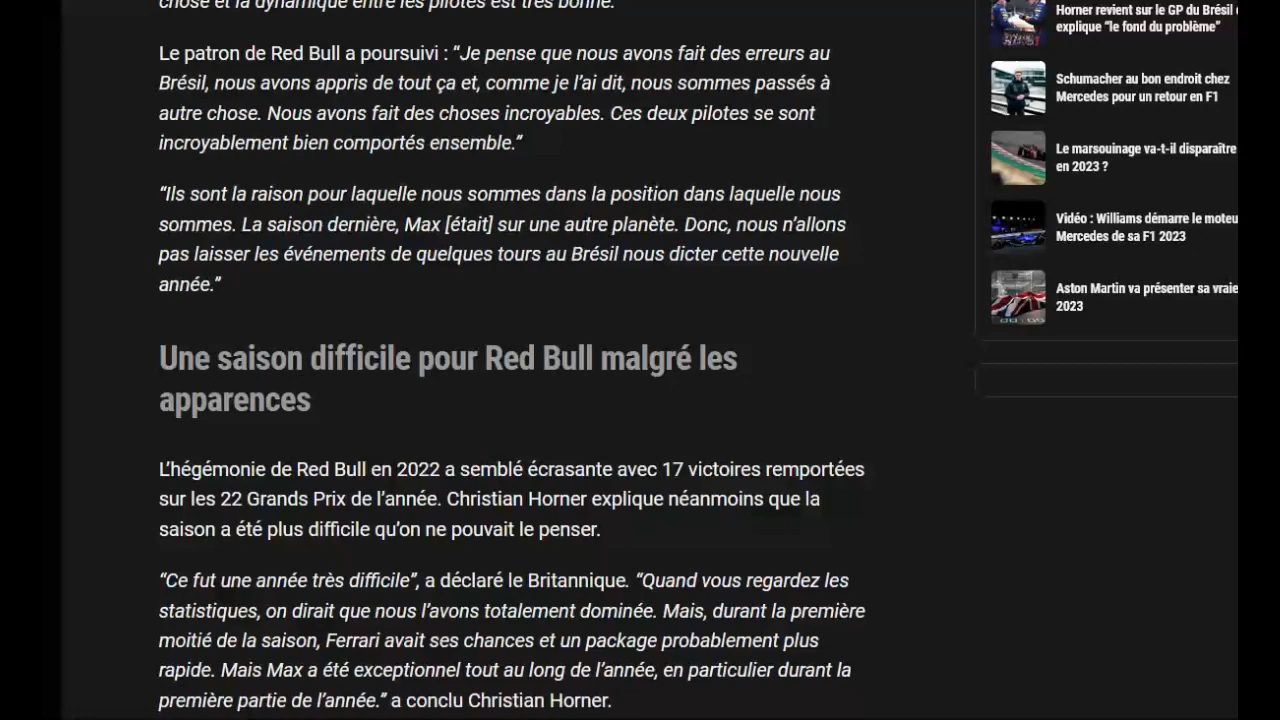 chose et la dynamique entre les pilotes est très bonne.
Le patron de Red Bull a poursuivi : “Je pense que nous avons fait des erreurs au
Brésil, nous avons appris de tout ça et, comme je l’ai dit, nous sommes passés à
autre chose. Nous avons fait des choses incroyables. Ces deux pilotes se sont
incroyablement bien comportés ensemble.”
“Ils sont la raison pour laquelle nous sommes dans la position dans laquelle nous
sommes. La saison dernière, Max [était] sur une autre planète. Donc, nous n’allons
pas laisser les événements de quelques tours au Brésil nous dicter cette nouvelle
année.”
Une saison difficile pour Red Bull malgré les
apparences
L’hégémonie de Red Bull en 2022 a semblé écrasante avec 17 victoires remportées
sur les 22 Grands Prix de l’année. Christian Horner explique néanmoins que la
saison a été plus difficile qu’on ne pouvait le penser.
“Ce fut une année très difficile”, a déclaré le Britannique. “Quand vous regardez les
statistiques, on dirait que nous l’avons totalement dominée. Mais, durant la première
moitié de la saison, Ferrari avait ses chances et un package probablement plus
rapide. Mais Max a été exceptionnel tout au long de l’année, en particulier durant la
première partie de l’année.” a conclu Christian Horner.
Horner revient sur le GP du Brésil
explique “le fond du problème”
Schumacher au bon endroit chez
Mercedes pour un retour en F1
Le marsouinage va-t-il disparaître
en 2023 ?
Vidéo : Williams démarre le moteu
Mercedes de sa F1 2023
Aston Martin va présenter sa vraie
2023